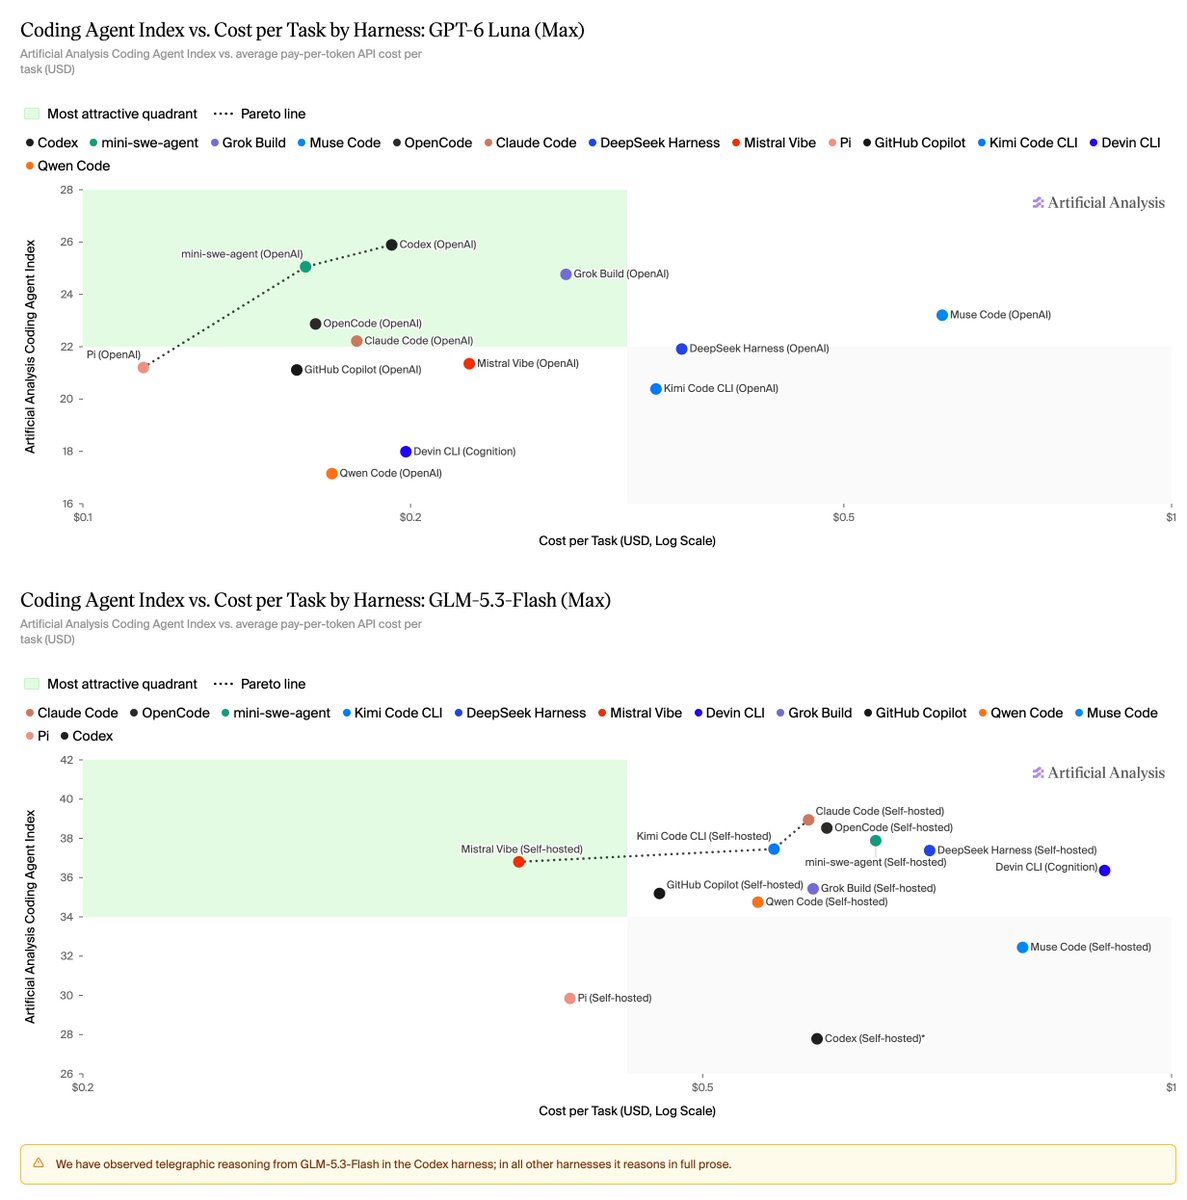 Coding Agent Index vs. Cost per Task by Harness: GPT-6 Luna (Max)
Artificial Analysis Coding Agent Index vs. average pay-per-token API cost per
task (USD)
Most attractive quadrant Pareto line
Codex mini-swe-agent Grok Build Muse Code OpenCode Claude Code DeepSeek Harness Mistral Vibe Pi GitHub Copilot Kimi Code CLI Devin CLI
Qwen Code
28
Artificial Analysis
26
Codex (OpenAI)
mini-swe-agent (OpenAI)
Grok Build (OpenAI)
24
OpenCode (OpenAI)
Muse Code (OpenAI)
Claude Code (OpenAI)
22
DeepSeek Harness (OpenAI)
Pi (OpenAI)
GitHub Copilot (OpenAI)
Mistral Vibe (OpenAI)
Kimi Code CLI (OpenAI)
20
18
Devin CLI (Cognition)
Qwen Code (OpenAI)
16
Artificial Analysis Coding Agent Index
$0.1 $0.2 $0.5 $1
Cost per Task (USD, Log Scale)
Coding Agent Index vs. Cost per Task by Harness: GLM-5.3-Flash (Max)
Artificial Analysis Coding Agent Index vs. average pay-per-token API cost per
task (USD)
Most attractive quadrant Pareto line
Claude Code OpenCode mini-swe-agent Kimi Code CLI DeepSeek Harness Mistral Vibe Devin CLI Grok Build GitHub Copilot Qwen Code Muse Code
Pi Codex
42
Artificial Analysis
40
Claude Code (Self-hosted)
OpenCode (Self-hosted)
38
Kimi Code CLI (Self-hosted)
Mistral Vibe (Self-hosted)
DeepSeek Harness (Self-hosted)
mini-swe-agent (Self-hosted)
Devin CLI (Cognition)
36
GitHub Copilot (Self-hosted)
Grok Build (Self-hosted)
Qwen Code (Self-hosted)
34
Muse Code (Self-hosted)
32
30
Pi (Self-hosted)
28
Codex (Self-hosted)*
26
Artificial Analysis Coding Agent Index
$0.2 $0.5 $1
Cost per Task (USD, Log Scale)
We have observed telegraphic reasoning from GLM-5.3-Flash in the Codex harness; in all other harnesses it reasons in full prose.